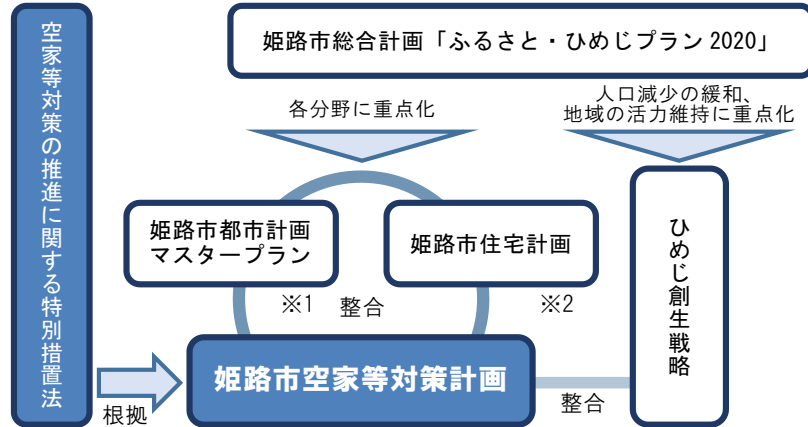 空家等対策の推進に関する特別措置法
姫路市総合計画「ふるさと・ひめじプラン2020」
各分野に重点化
人口減少の緩和、
地域の活力維持に重点化
姫路市都市計画
マスタープラン
姫路市住宅計画
ひめじ創生戦略
※1
整合
※2
姫路市空家等対策計画
根拠
整合